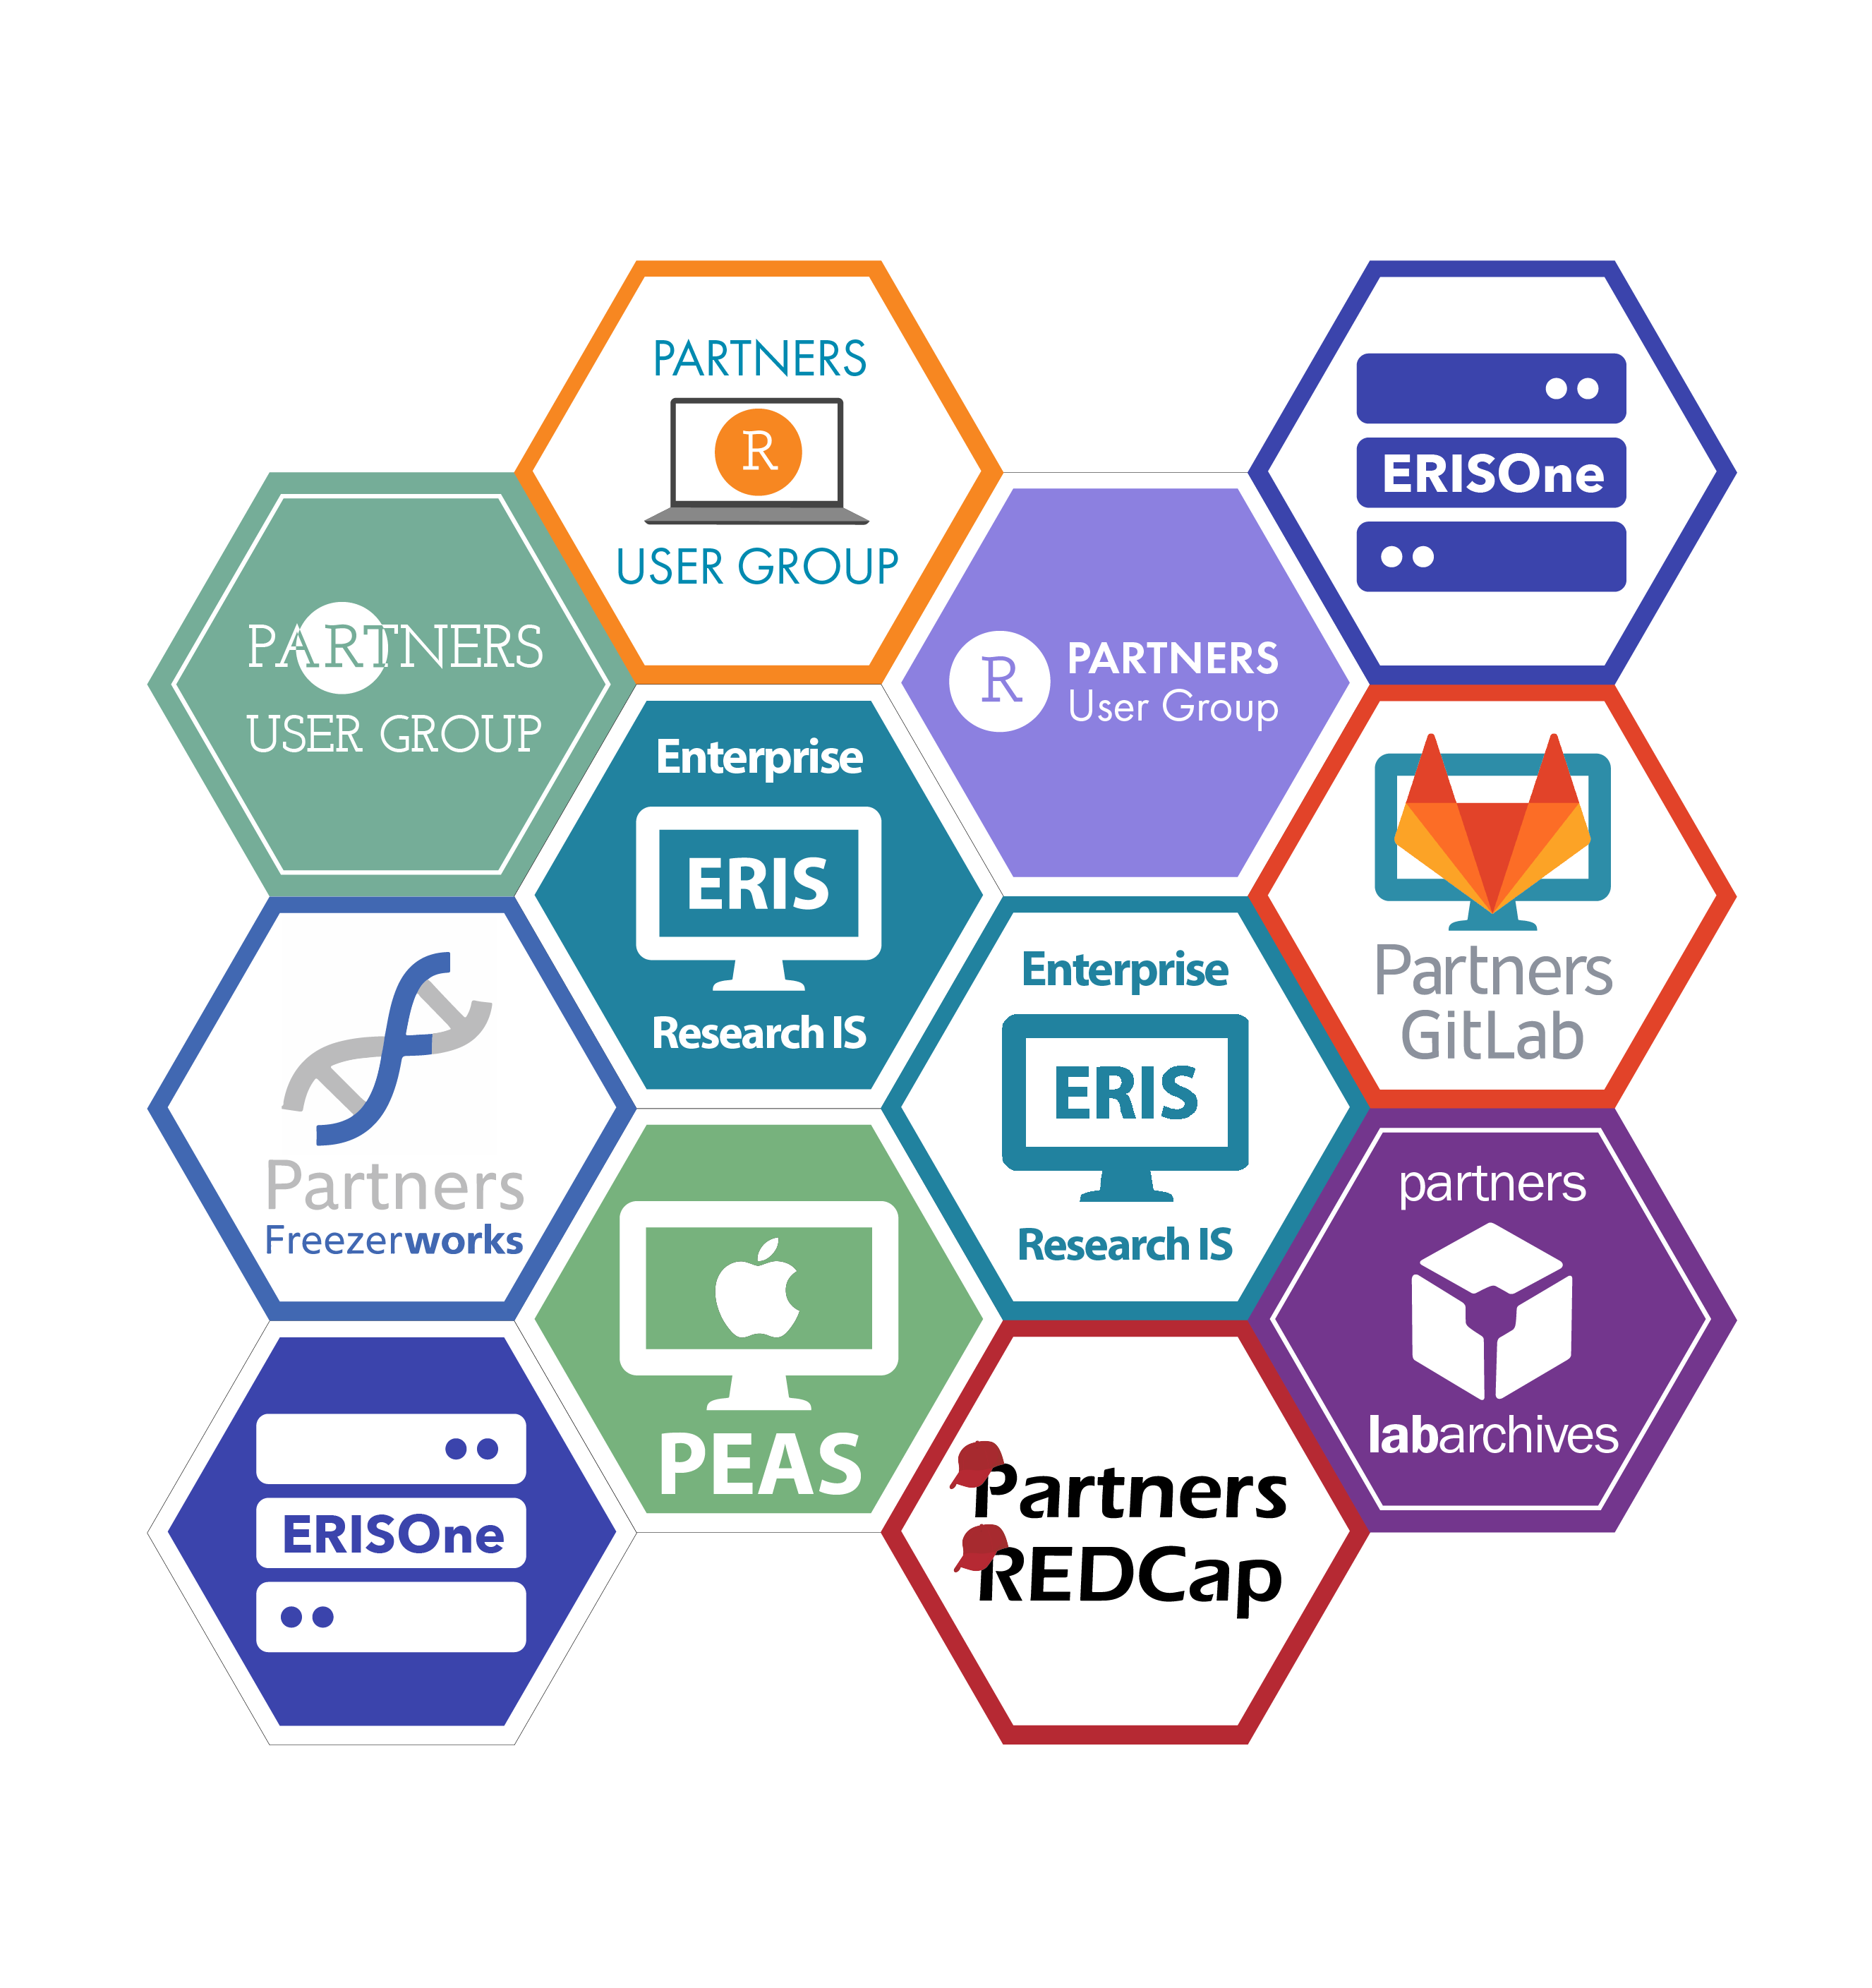 PARTNERS
R
USER GROUP
ERISOne
PARTNERS
USER GROUP
R
PARTNERS
User Group
Enterprise
ERIS
Research IS
Partners
GitLab
Enterprise
ERIS
Research IS
Partners
Freezerworks
partners
labarchives
PEAS
Partners
REDCap
ERISOne